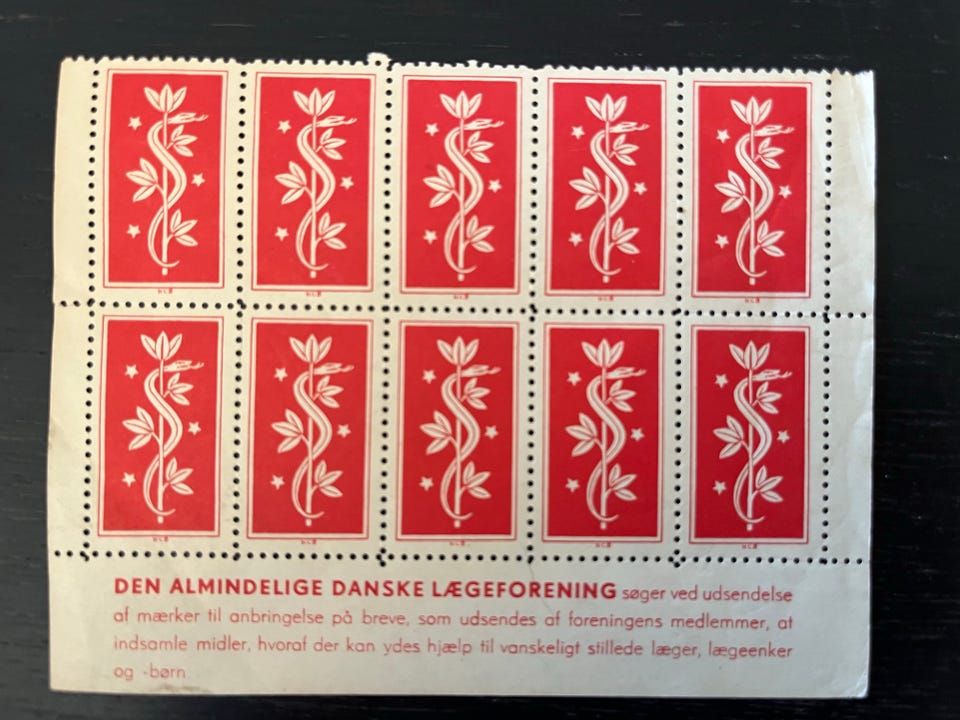 DEN ALMINDELIGE DANSKE LÆGEFORENING søger ved udsendelse
af mærker til anbringelse på breve, som udsendes af foreningens medlemmer, at
indsamle midler, hvoraf der kan ydes hjælp til vanskeligt stillede læger, lægeenker
og -børn